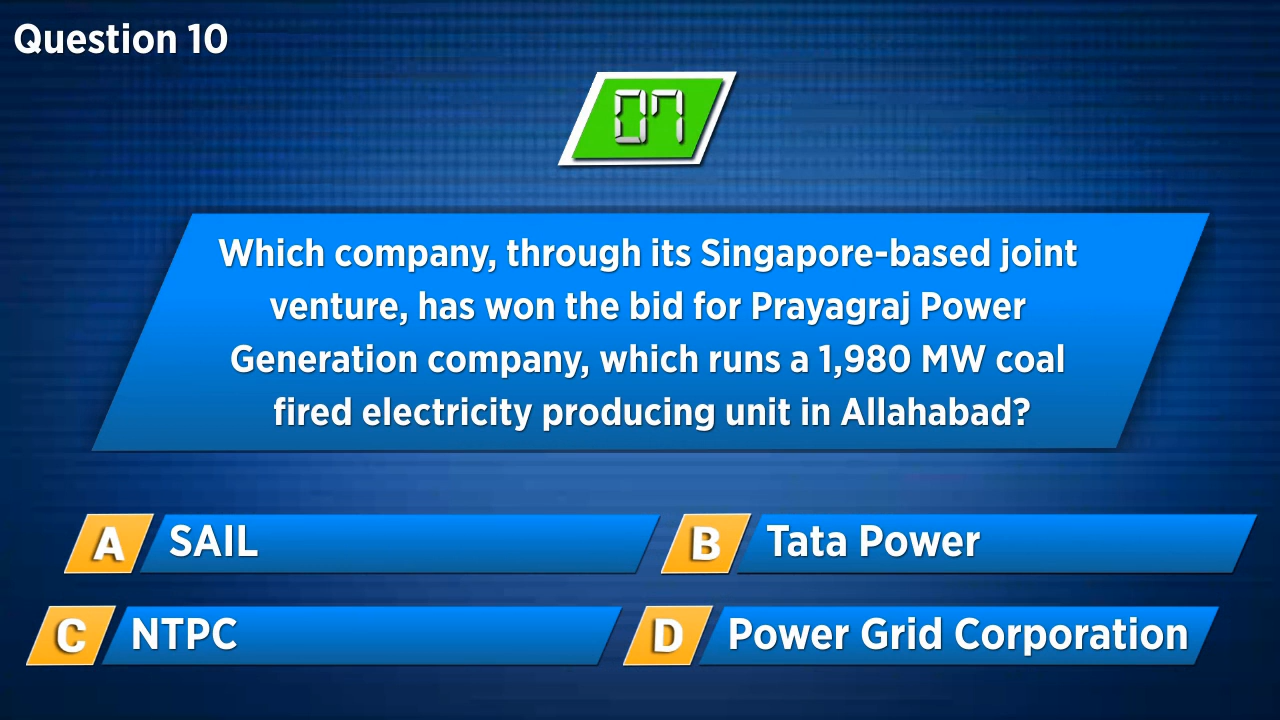 Question 10
07
Which company, through its Singapore-based joint
venture, has won the bid for Prayagraj Power
Generation company, which runs a 1,980 MW coal
fired electricity producing unit in Allahabad?
A SAIL
B Tata Power
C NTPC
D Power Grid Corporation